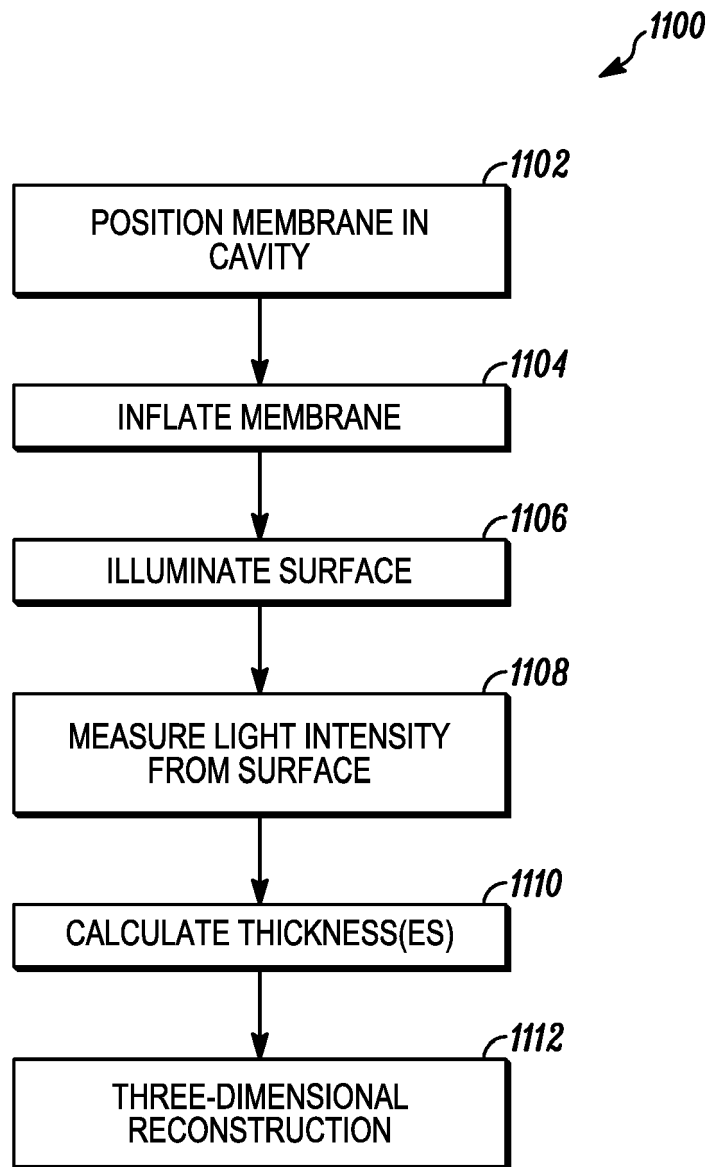 1100
1102
POSITION MEMBRANE IN
CAVITY
1104
INFLATE MEMBRANE
1106
ILLUMINATE SURFACE
1108
MEASURE LIGHT INTENSITY
FROM SURFACE
1110
CALCULATE THICKNESS(ES)
1112
THREE-DIMENSIONAL
RECONSTRUCTION